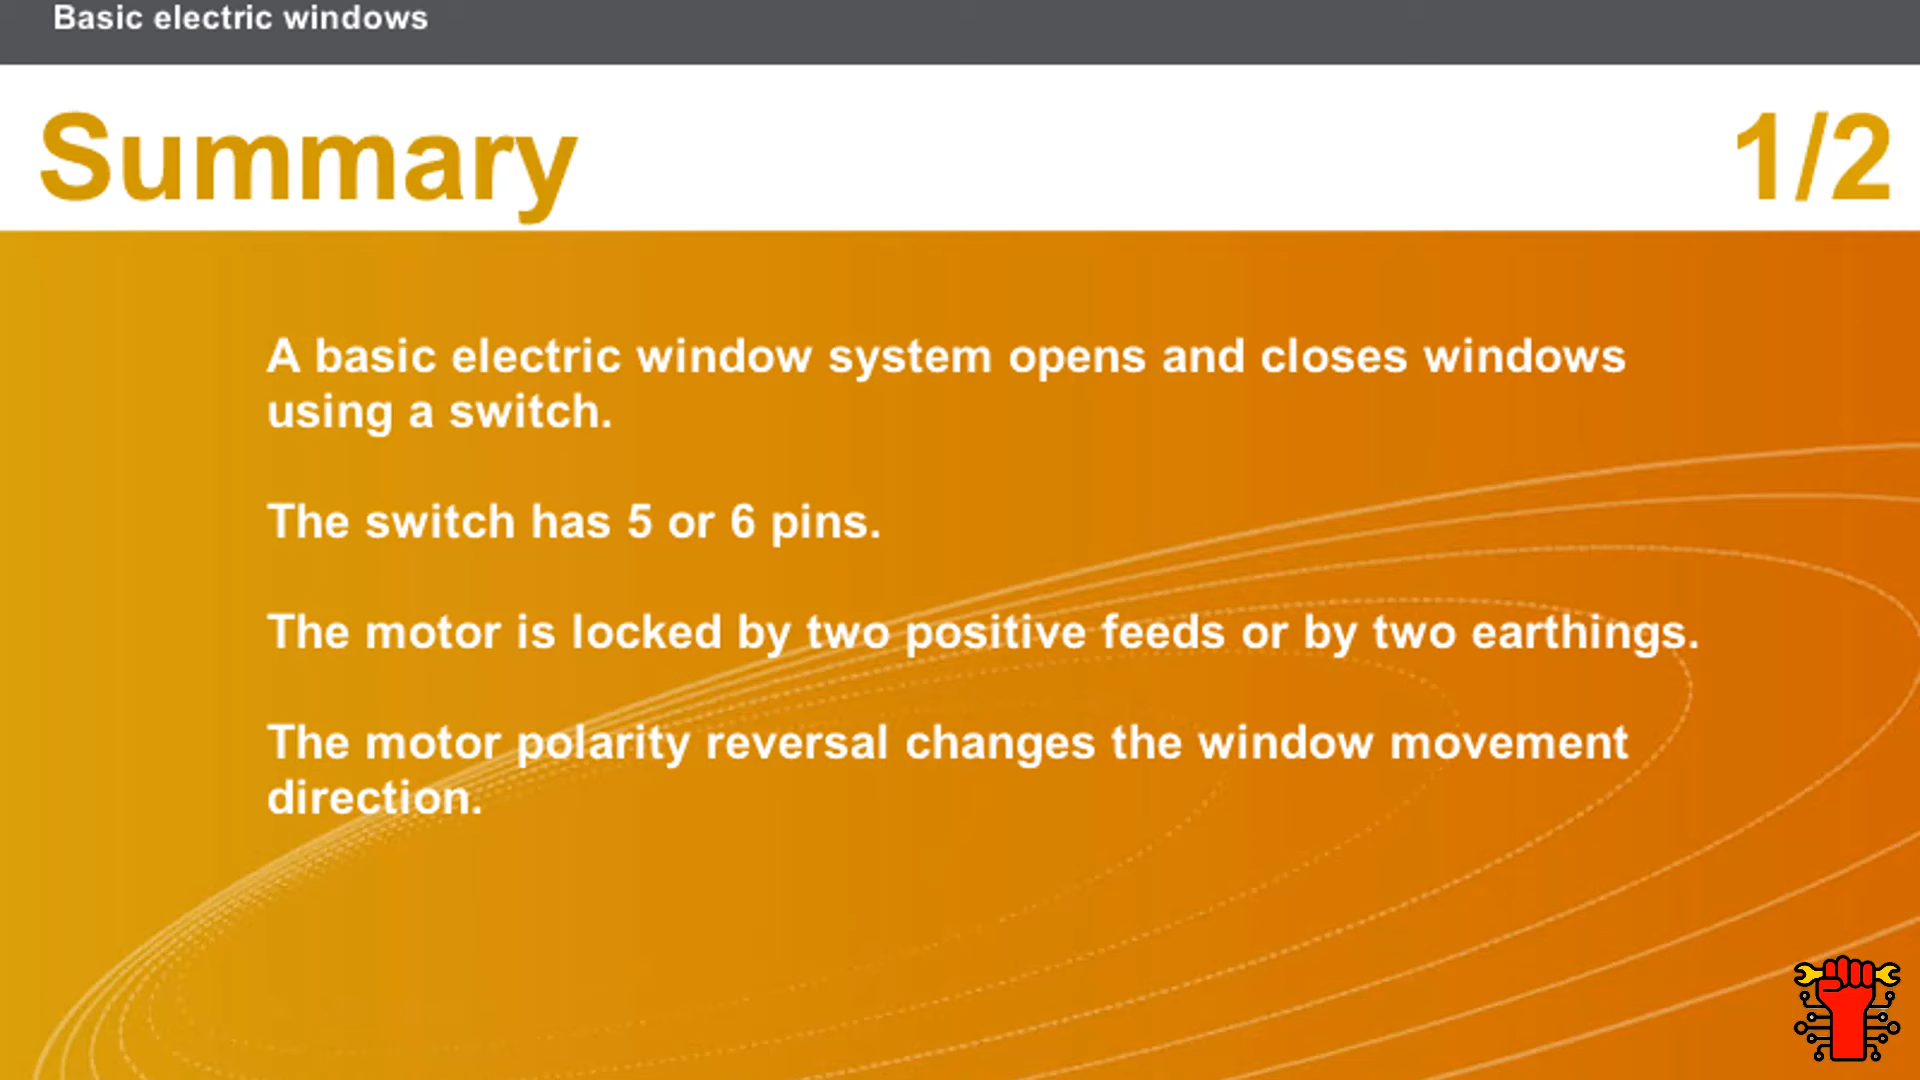 Basic electric windows
Summary
1/2
A basic electric window system opens and closes windows
using a switch.
The switch has 5 or 6 pins.
The motor is locked by two positive feeds or by two earthings.
The motor polarity reversal changes the window movement
direction.